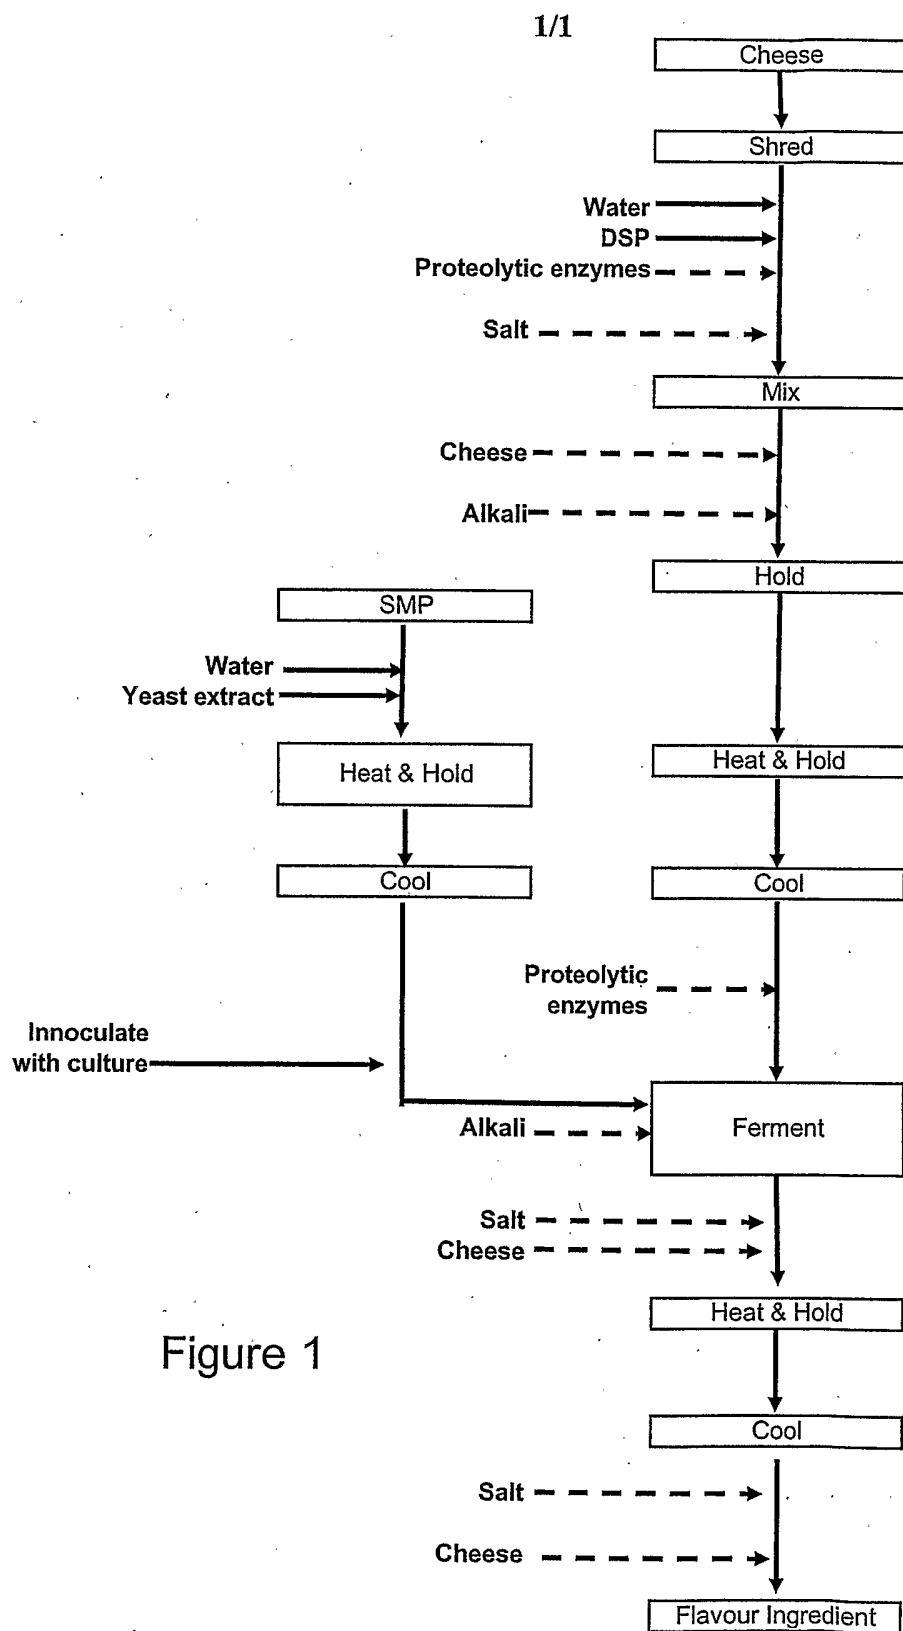 1/1
Cheese
Shred
Water
DSP
Proteolytic enzymes
Salt
Mix
Cheese
Alkali
Hold
SMP
Water
Yeast extract
Heat & Hold
Heat & Hold
Cool
Cool
Proteolytic
enzymes
Innoculate
with culture
Ferment
Alkali
Salt
Cheese
Heat & Hold
Figure 1
Cool
Salt
Cheese
Flavour Ingredient